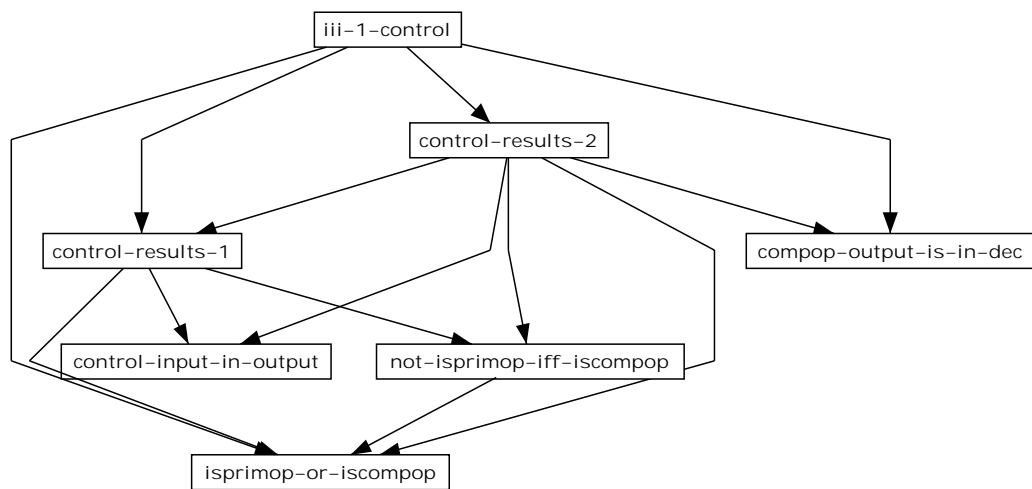 iii-1-control
control-results-2
control-results-1
compop-output-is-in-dec
control-input-in-output
not-isprimop-iff-iscompop
isprimop-or-iscompop